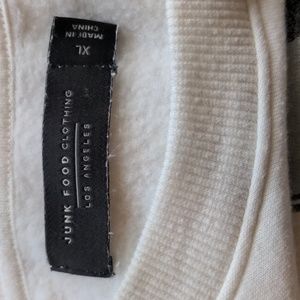 JUNK FOOD CLOTHING
LOS ANGELES
XL
MADE IN
CHINA